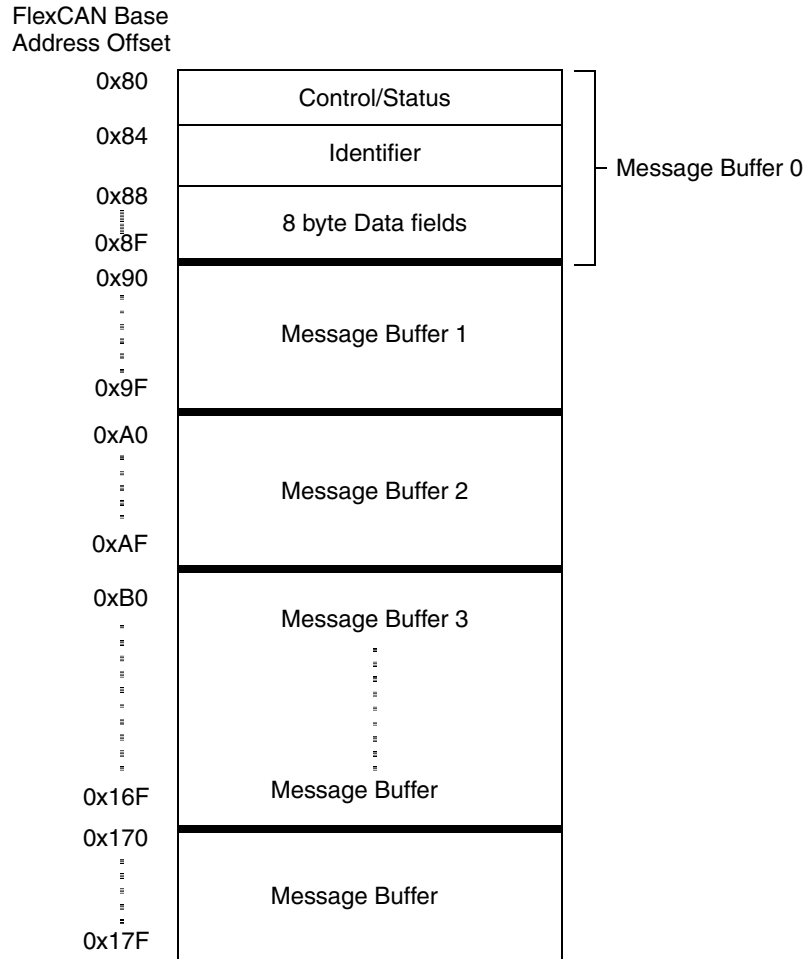 FlexCAN Base
Address Offset
0x80
Control/Status
0x84
Identifier
Message Buffer 0
0x88
8 byte Data fields
0x8F
0x90
Message Buffer 1
0x9F
0xA0
Message Buffer 2
0xAF
0xB0
Message Buffer 3
0x16F
Message Buffer
0x170
Message Buffer
0x17F